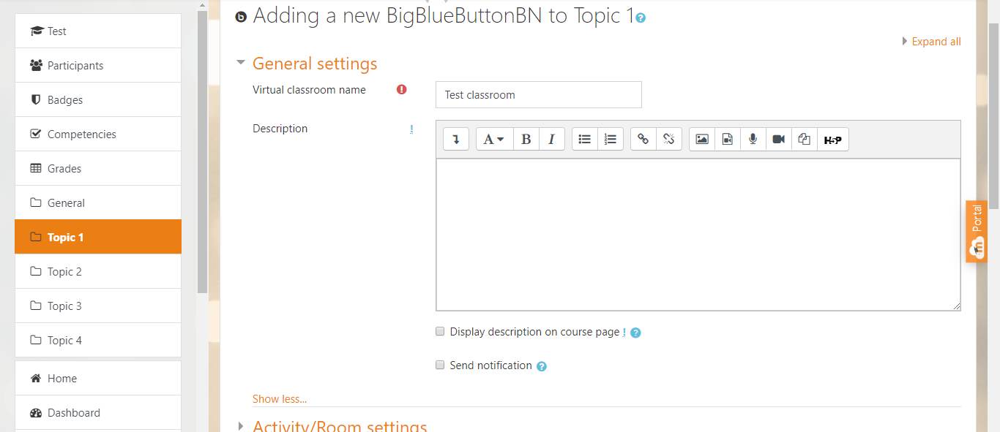 Test
Participants
Badges
Competencies
Grades
General
Topic 1
Topic 2
Topic 3
Topic 4
Home
Dashboard
b Adding a new BigBlueButtonBN to Topic 1 ?
Expand all
General settings
Virtual classroom name ! Test classroom
Description !
A B I H5P
Display description on course page ! ?
Send notification ?
Show less...
Activity/Room settings
m Portal